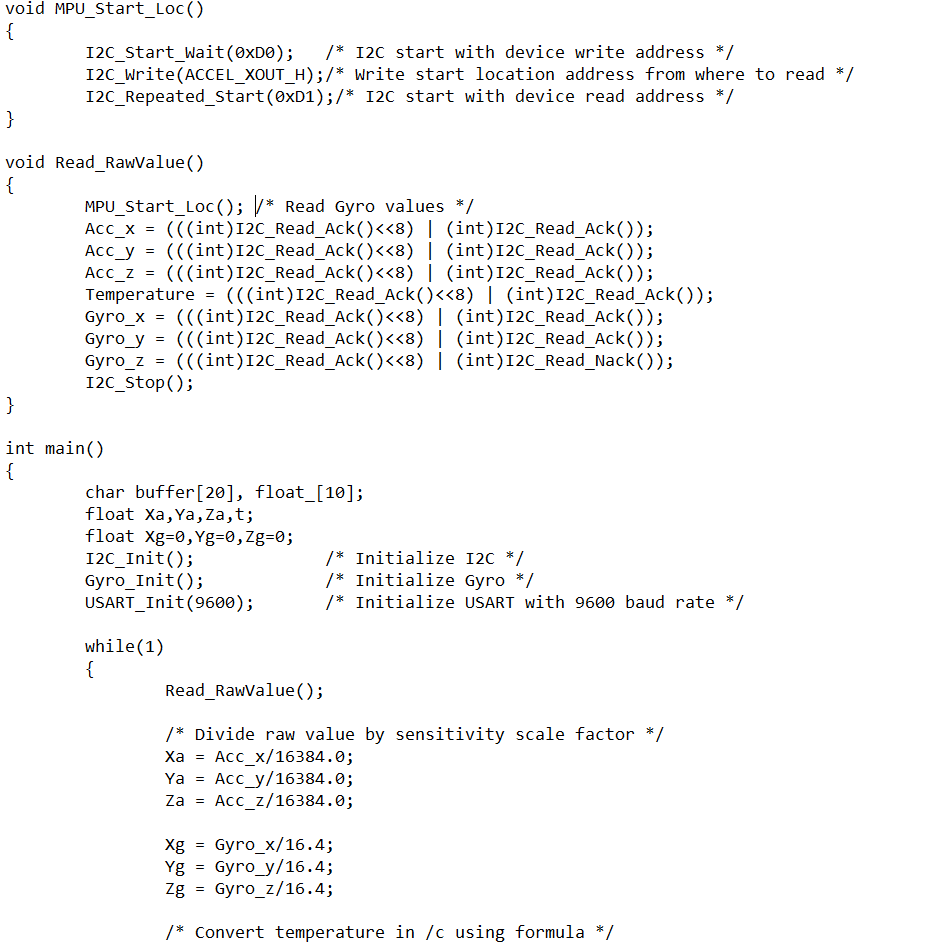 void MPU_Start_Loc()
{
I2C_Start_Wait(0xD0); /* I2C start with device write address */
I2C_Write(ACCEL_XOUT_H);/* Write start location address from where to read */
I2C_Repeated_Start(0xD1);/* I2C start with device read address */
}
void Read_RawValue()
{
MPU_Start_Loc(); /* Read Gyro values */
Acc_x = (((int)I2C_Read_Ack()<<8) | (int)I2C_Read_Ack());
Acc_y = (((int)I2C_Read_Ack()<<8) | (int)I2C_Read_Ack());
Acc_z = (((int)I2C_Read_Ack()<<8) | (int)I2C_Read_Ack());
Temperature = (((int)I2C_Read_Ack()<<8) | (int)I2C_Read_Ack());
Gyro_x = (((int)I2C_Read_Ack()<<8) | (int)I2C_Read_Ack());
Gyro_y = (((int)I2C_Read_Ack()<<8) | (int)I2C_Read_Ack());
Gyro_z = (((int)I2C_Read_Ack()<<8) | (int)I2C_Read_Nack());
I2C_Stop();
}
int main()
{
char buffer[20], float_[10];
float Xa,Ya,Za,t;
float Xg=0,Yg=0,Zg=0;
I2C_Init(); /* Initialize I2C */
Gyro_Init(); /* Initialize Gyro */
USART_Init(9600); /* Initialize USART with 9600 baud rate */
while(1)
{
Read_RawValue();
/* Divide raw value by sensitivity scale factor */
Xa = Acc_x/16384.0;
Ya = Acc_y/16384.0;
Za = Acc_z/16384.0;
Xg = Gyro_x/16.4;
Yg = Gyro_y/16.4;
Zg = Gyro_z/16.4;
/* Convert temperature in /c using formula */